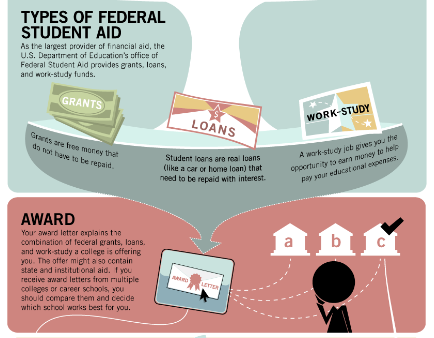 TYPES OF FEDERAL
STUDENT AID
As the largest provider of financial aid, the
U.S. Department of Education's office of
Federal Student Aid provides grants, loans,
and work-study funds.
GRANTS
$
LOANS
WORK-STUDY
Grants are free money that
do not have to be repaid.
Student loans are real loans
(like a car or home loan) that
need to be repaid with interest.
A work-study job gives you the
opportunity to earn money to help
pay your educational expenses.
AWARD
Your award letter explains the
combination of federal grants, loans,
and work-study a college is offering
you. The offer might also contain
state and institutional aid. If you
receive award letters from multiple
colleges or career schools, you
should compare them and decide
which school works best for you.
AWARD LETTER
a b c